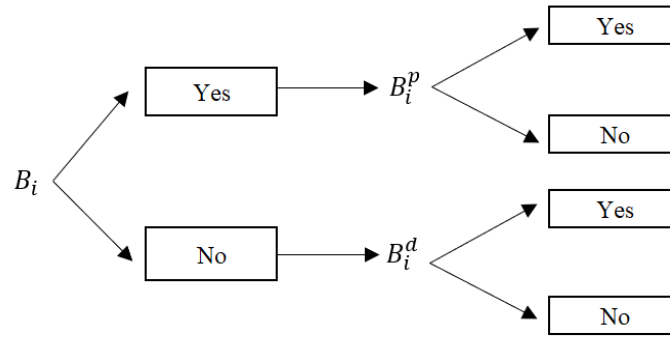 Yes
Yes
B_i^p
No
B_i
Yes
No
B_i^d
No